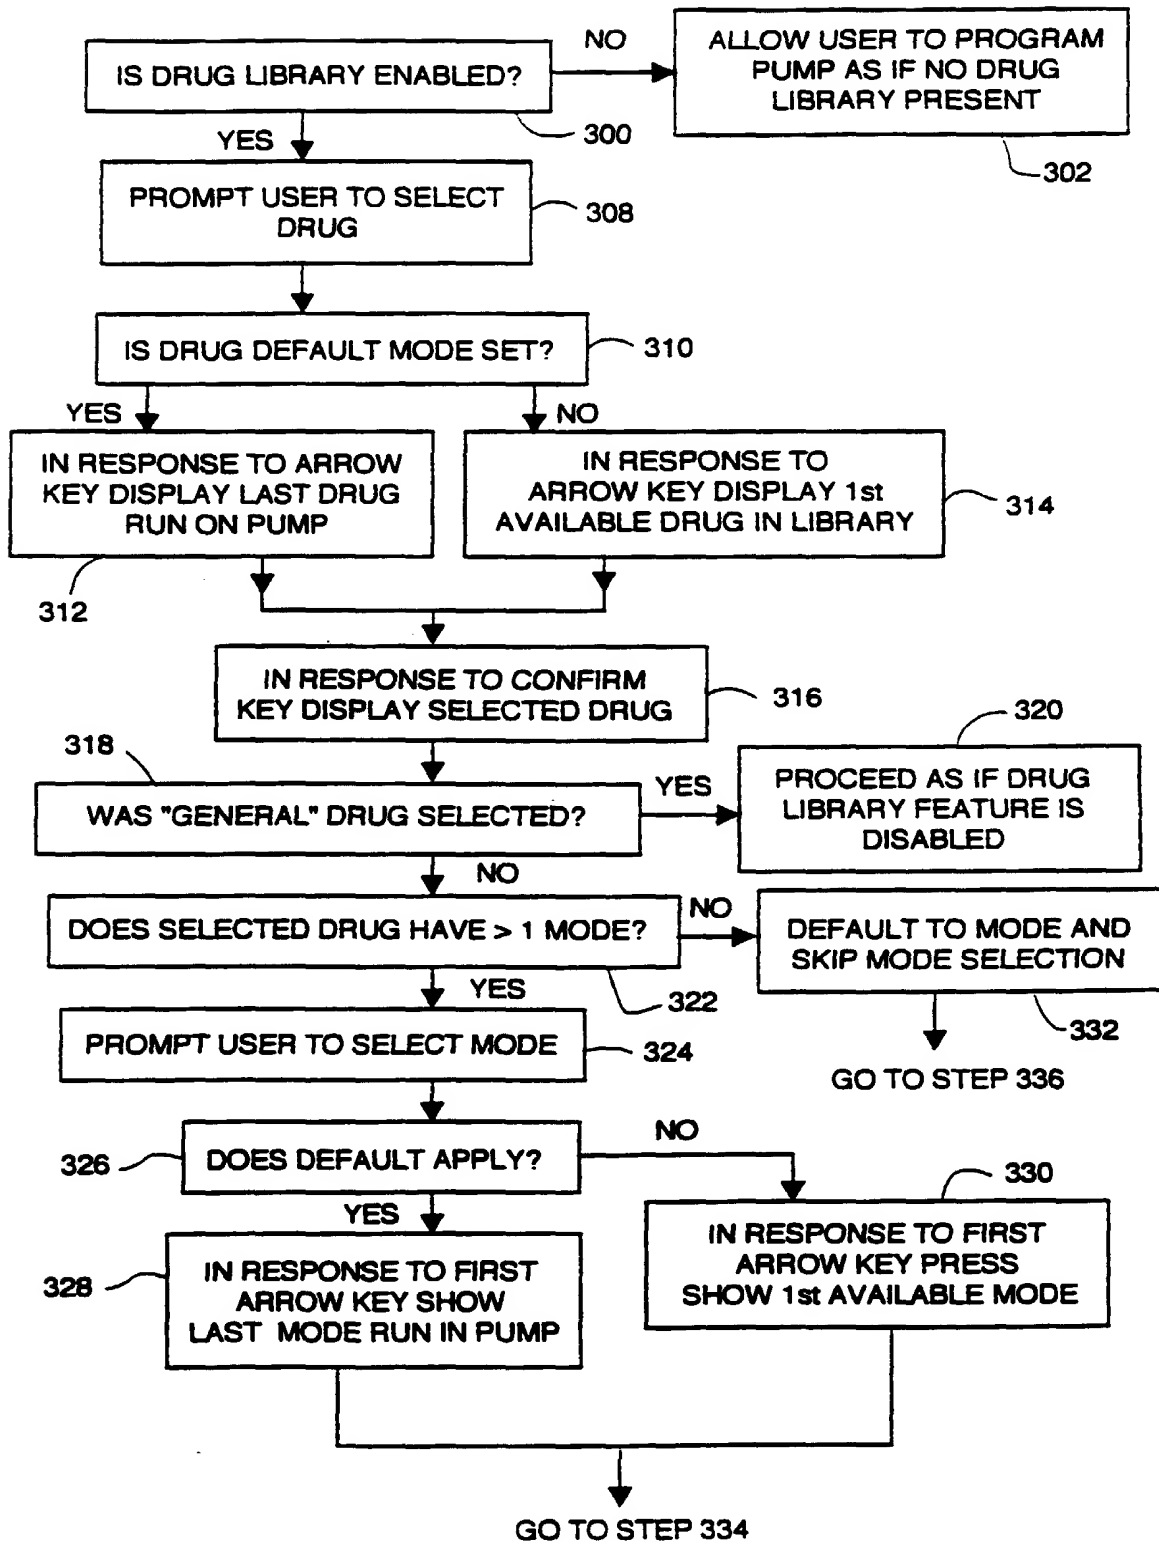 NO
IS DRUG LIBRARY ENABLED?
ALLOW USER TO PROGRAM
PUMP AS IF NO DRUG
LIBRARY PRESENT
YES
300
302
PROMPT USER TO SELECT
DRUG
308
IS DRUG DEFAULT MODE SET?
310
YES
NO
IN RESPONSE TO ARROW
KEY DISPLAY LAST DRUG
RUN ON PUMP
IN RESPONSE TO
ARROW KEY DISPLAY 1st
AVAILABLE DRUG IN LIBRARY
314
312
IN RESPONSE TO CONFIRM
KEY DISPLAY SELECTED DRUG
316
318
320
WAS "GENERAL" DRUG SELECTED?
YES
PROCEED AS IF DRUG
LIBRARY FEATURE IS
DISABLED
NO
DOES SELECTED DRUG HAVE > 1 MODE?
NO
DEFAULT TO MODE AND
SKIP MODE SELECTION
YES
322
332
PROMPT USER TO SELECT MODE
324
GO TO STEP 336
326
DOES DEFAULT APPLY?
NO
330
YES
328
IN RESPONSE TO FIRST
ARROW KEY SHOW
LAST MODE RUN IN PUMP
IN RESPONSE TO FIRST
ARROW KEY PRESS
SHOW 1st AVAILABLE MODE
GO TO STEP 334